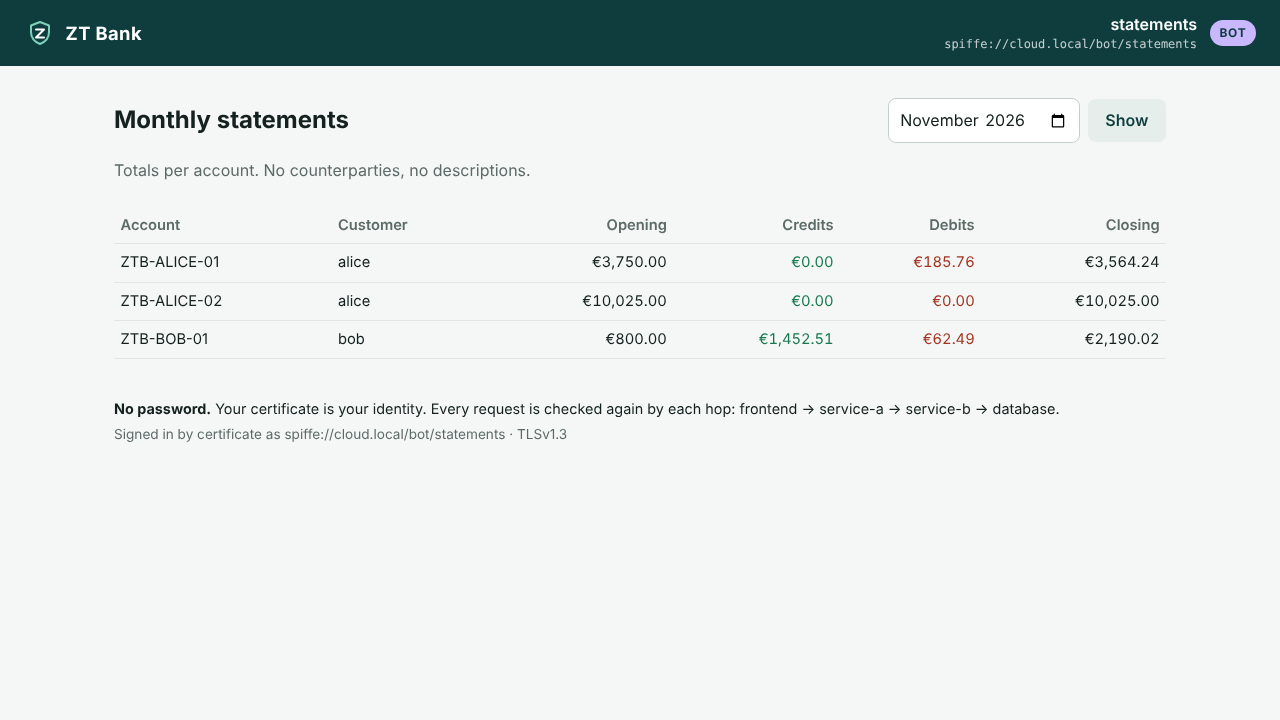 ZT Bank
statements
spiffe://cloud.local/bot/statements
BOT
Monthly statements
November 2026
Show
Totals per account. No counterparties, no descriptions.
Account Customer Opening Credits Debits Closing
ZTB-ALICE-01 alice €3,750.00 €0.00 €185.76 €3,564.24
ZTB-ALICE-02 alice €10,025.00 €0.00 €0.00 €10,025.00
ZTB-BOB-01 bob €800.00 €1,452.51 €62.49 €2,190.02
No password. Your certificate is your identity. Every request is checked again by each hop: frontend → service-a → service-b → database.
Signed in by certificate as spiffe://cloud.local/bot/statements · TLSv1.3